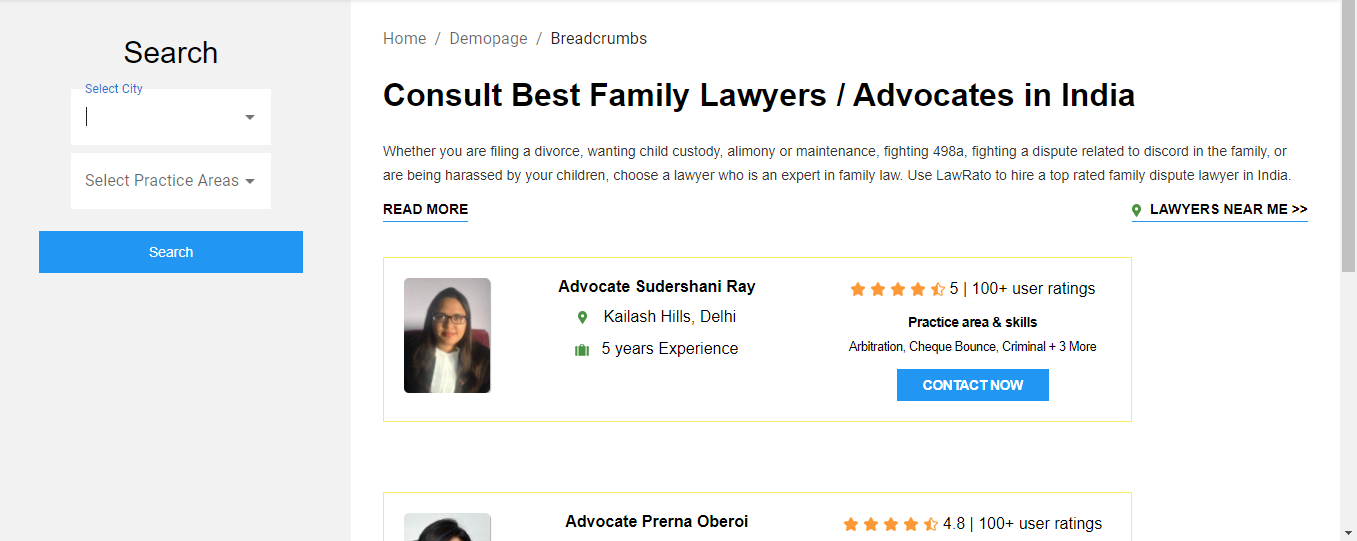 Search
Select City
Select Practice Areas
Search
Home / Demopage / Breadcrumbs
Consult Best Family Lawyers / Advocates in India
Whether you are filing a divorce, wanting child custody, alimony or maintenance, fighting 498a, fighting a dispute related to discord in the family, or
are being harassed by your children, choose a lawyer who is an expert in family law. Use LawRato to hire a top rated family dispute lawyer in India.
READ MORE
LAWYERS NEAR ME >>
Advocate Sudershani Ray
Kailash Hills, Delhi
5 years Experience
5 | 100+ user ratings
Practice area & skills
Arbitration, Cheque Bounce, Criminal + 3 More
CONTACT NOW
Advocate Prerna Oberoi
4.8 | 100+ user ratings